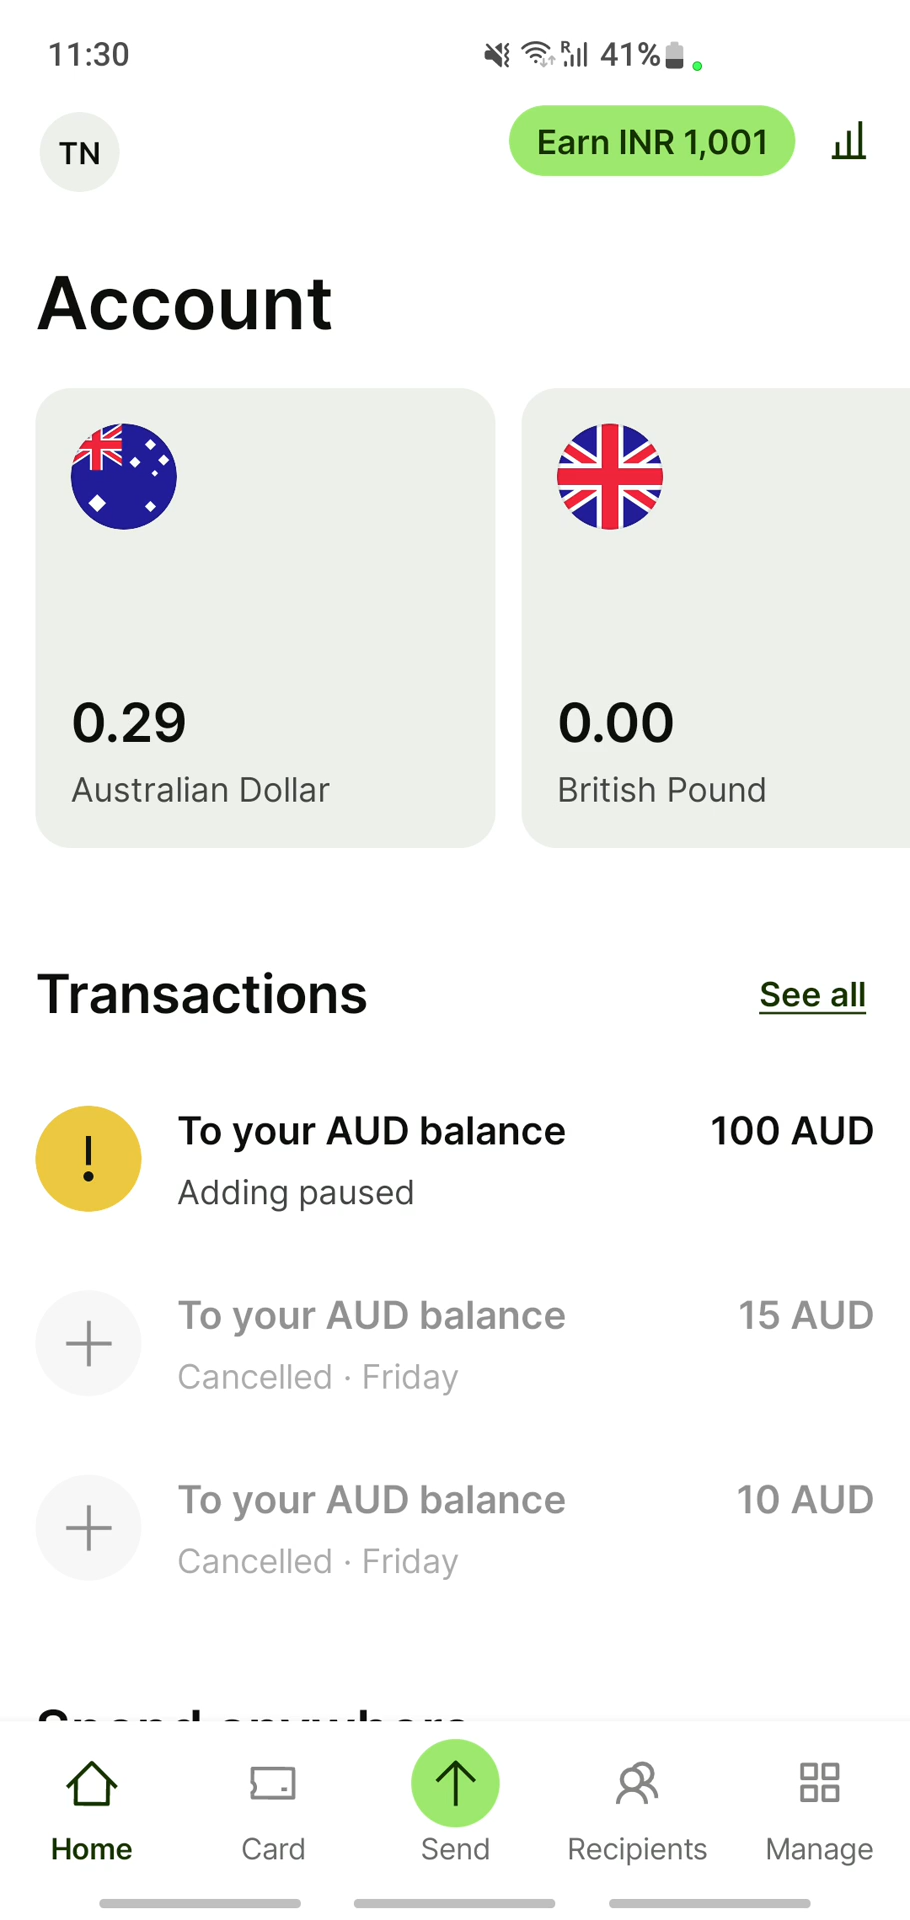 11:30
R
41%
TN
Earn INR 1,001
Account
0.29
Australian Dollar
0.00
British Pound
Transactions
See all
To your AUD balance
100 AUD
Adding paused
To your AUD balance
15 AUD
Cancelled · Friday
To your AUD balance
10 AUD
Cancelled · Friday
Spend anywhere
Home
Card
Send
Recipients
Manage